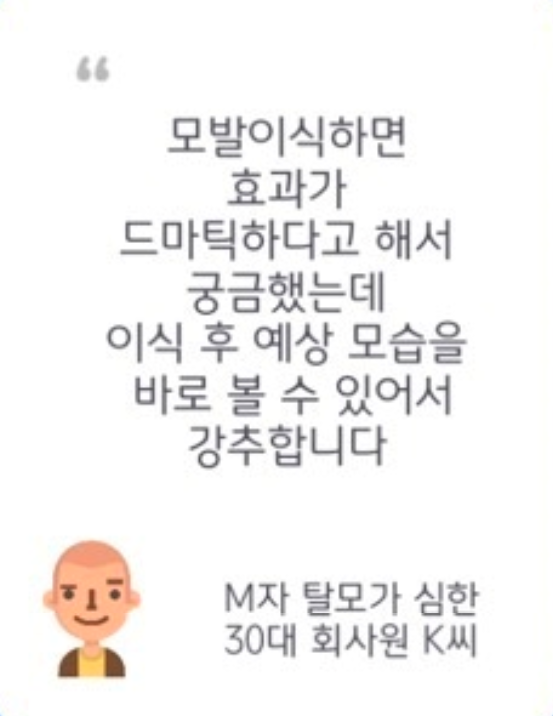 “
모발이식하면
효과가
드마틱하다고 해서
궁금했는데
이식 후 예상 모습을
바로 볼 수 있어서
강추합니다
M자 탈모가 심한
30대 회사원 K씨